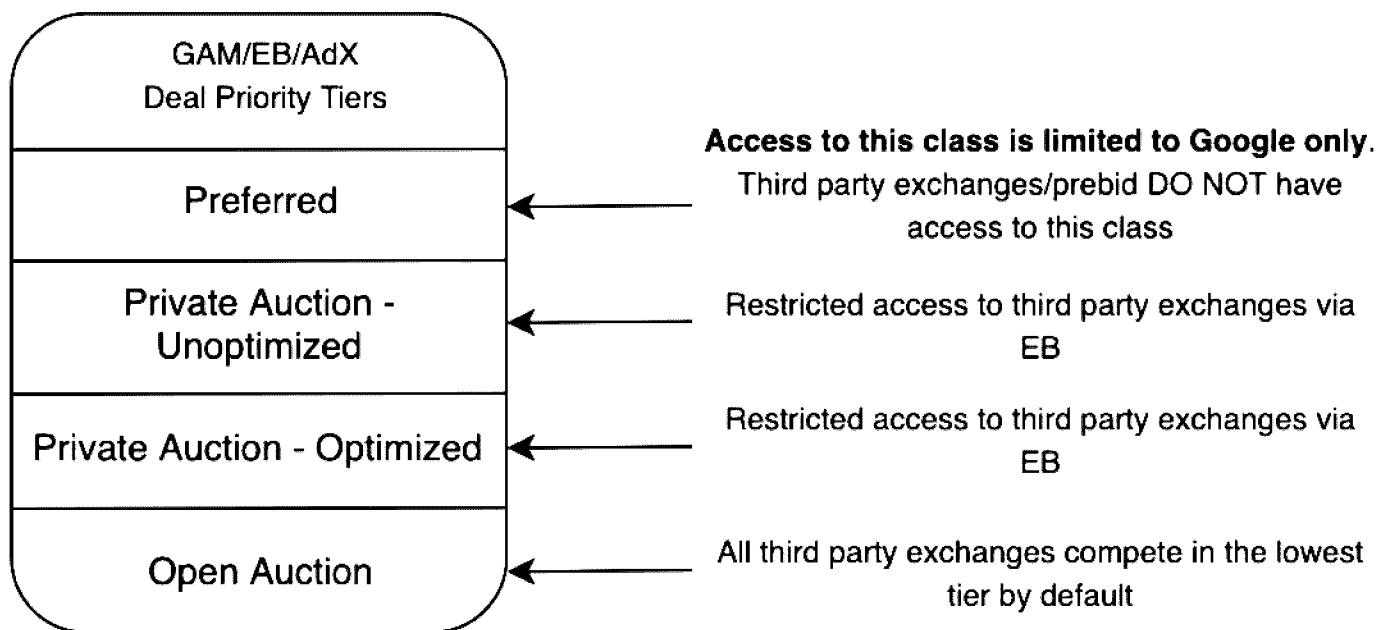 GAM/EB/AdX
Deal Priority Tiers
Access to this class is limited to Google only.
Preferred
Third party exchanges/prebid DO NOT have
access to this class
Private Auction -
Unoptimized
Restricted access to third party exchanges via
EB
Private Auction - Optimized
Restricted access to third party exchanges via
EB
Open Auction
All third party exchanges compete in the lowest
tier by default